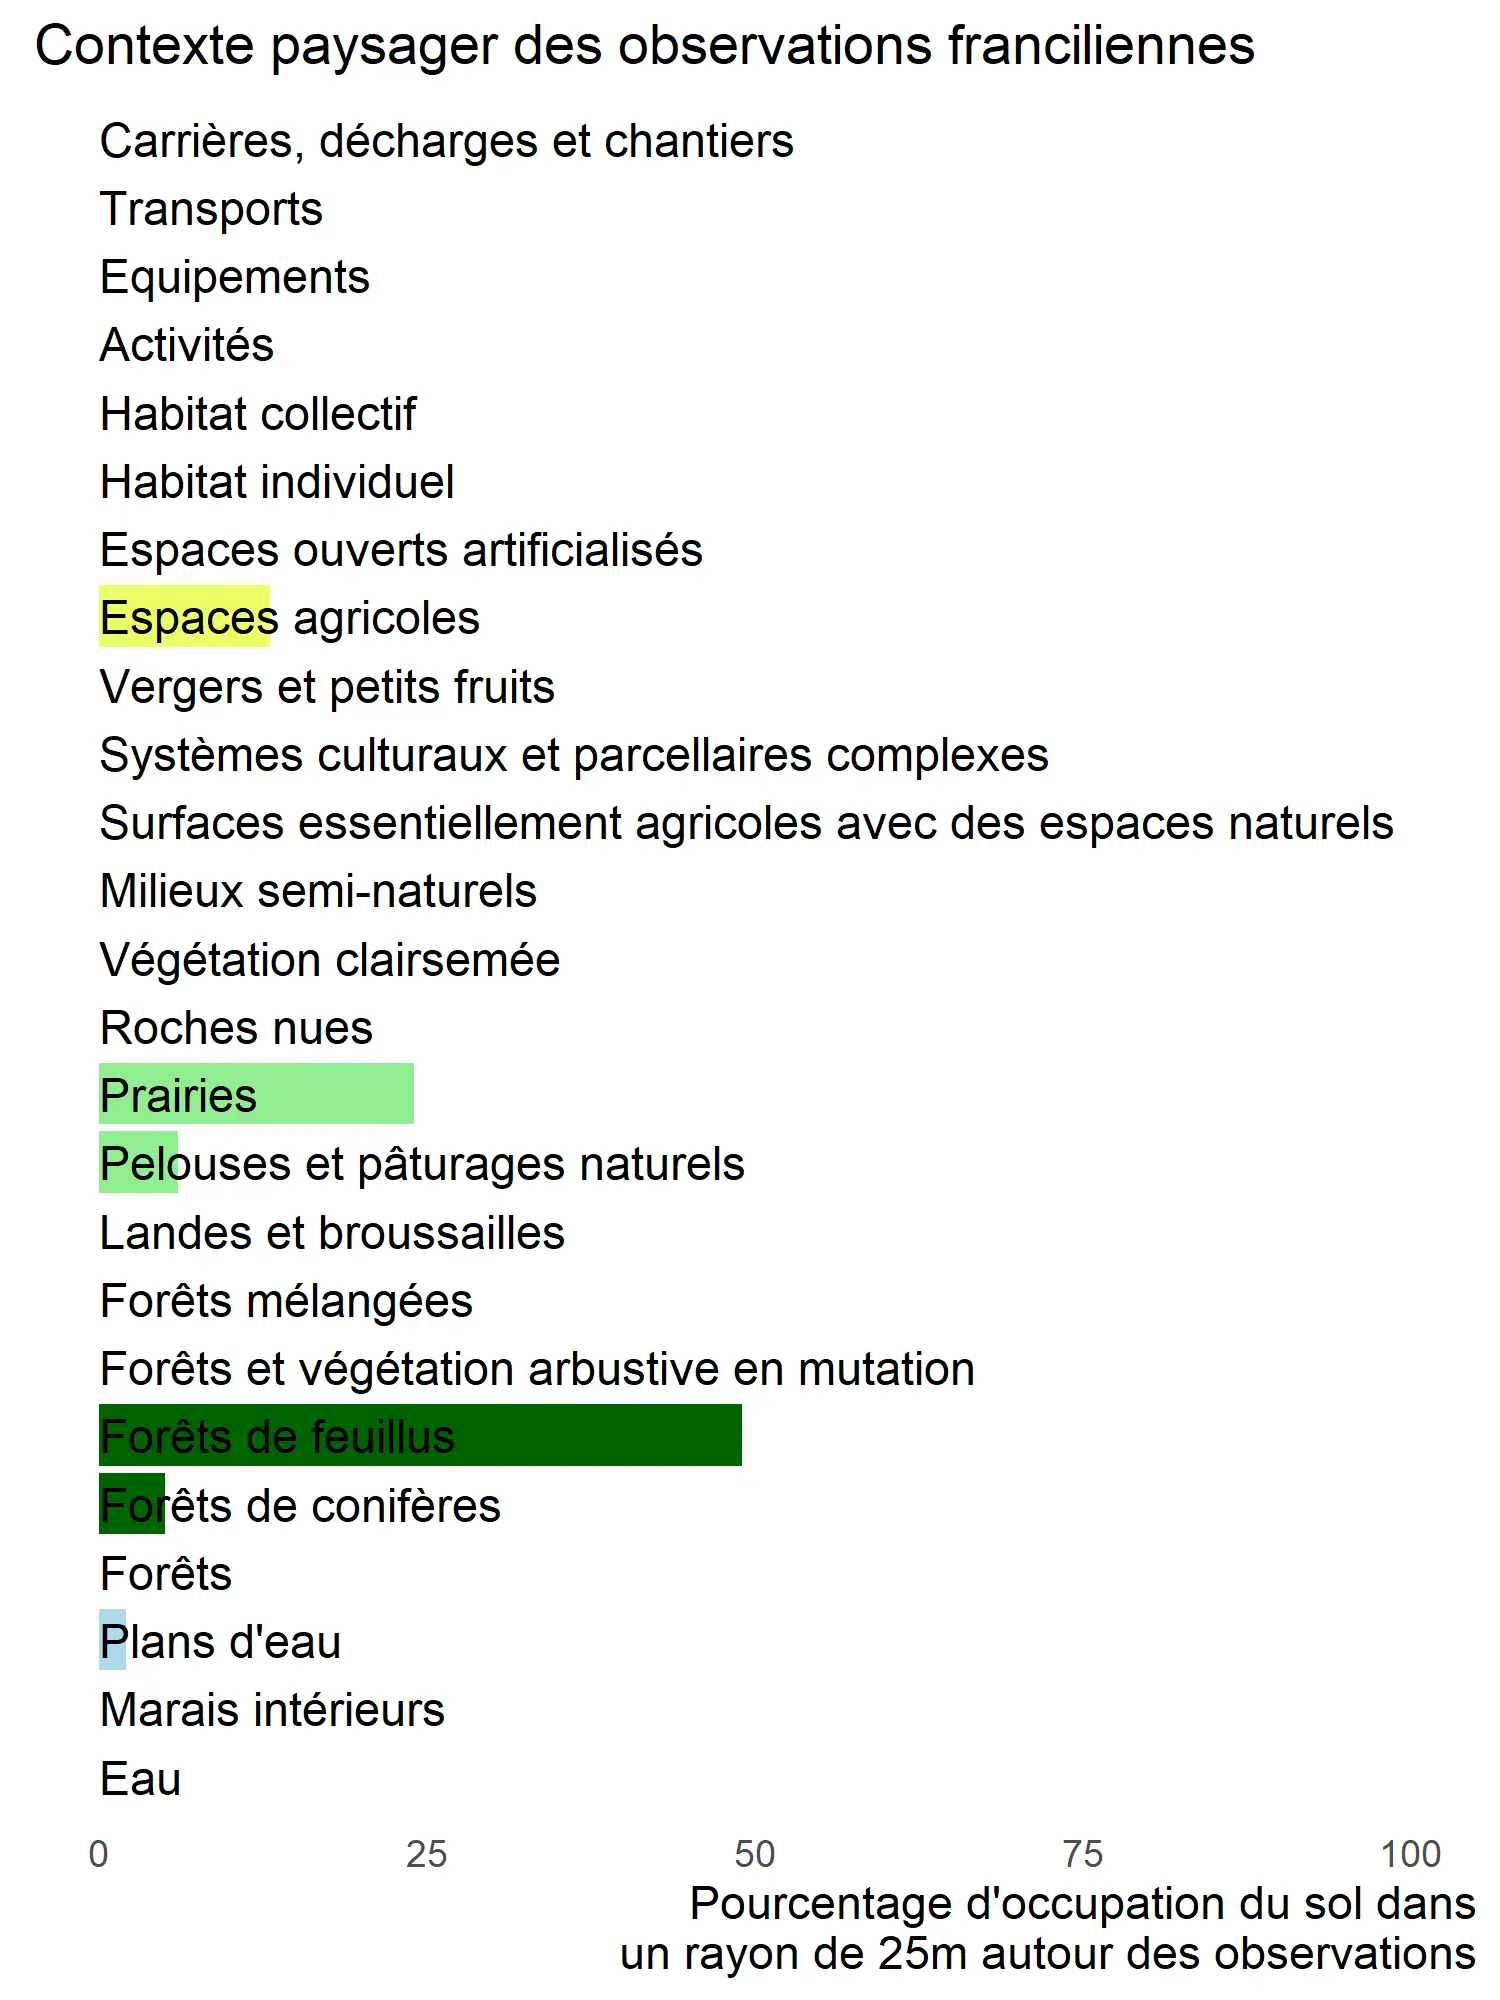 Contexte paysager des observations franciliennes
Carrières, décharges et chantiers
Transports
Equipements
Activités
Habitat collectif
Habitat individuel
Espaces ouverts artificialisés
Espaces agricoles
Vergers et petits fruits
Systèmes culturaux et parcellaires complexes
Surfaces essentiellement agricoles avec des espaces naturels
Milieux semi-naturels
Végétation clairsemée
Roches nues
Prairies
Pelouses et pâturages naturels
Landes et broussailles
Forêts mélangées
Forêts et végétation arbustive en mutation
Forêts de feuillus
Forêts de conifères
Forêts
Plans d'eau
Marais intérieurs
Eau
0 25 50 75 100
Pourcentage d'occupation du sol dans
un rayon de 25m autour des observations